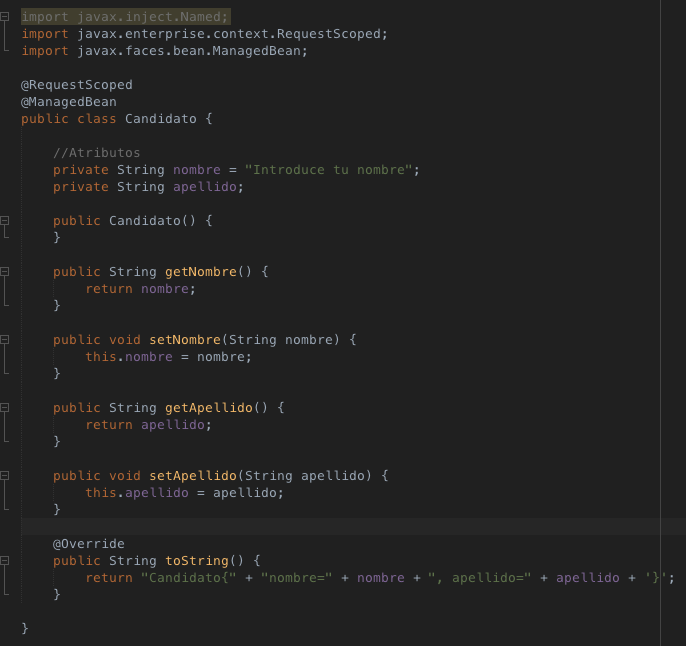 import javax.inject.Named;
import javax.enterprise.context.RequestScoped;
import javax.faces.bean.ManagedBean;

@RequestScoped
@ManagedBean
public class Candidato {

    //Atributos
    private String nombre = "Introduce tu nombre";
    private String apellido;

    public Candidato() {
    }

    public String getNombre() {
        return nombre;
    }

    public void setNombre(String nombre) {
        this.nombre = nombre;
    }

    public String getApellido() {
        return apellido;
    }

    public void setApellido(String apellido) {
        this.apellido = apellido;
    }

    @Override
    public String toString() {
        return "Candidato{" + "nombre=" + nombre + ", apellido=" + apellido + '}';
    }

}